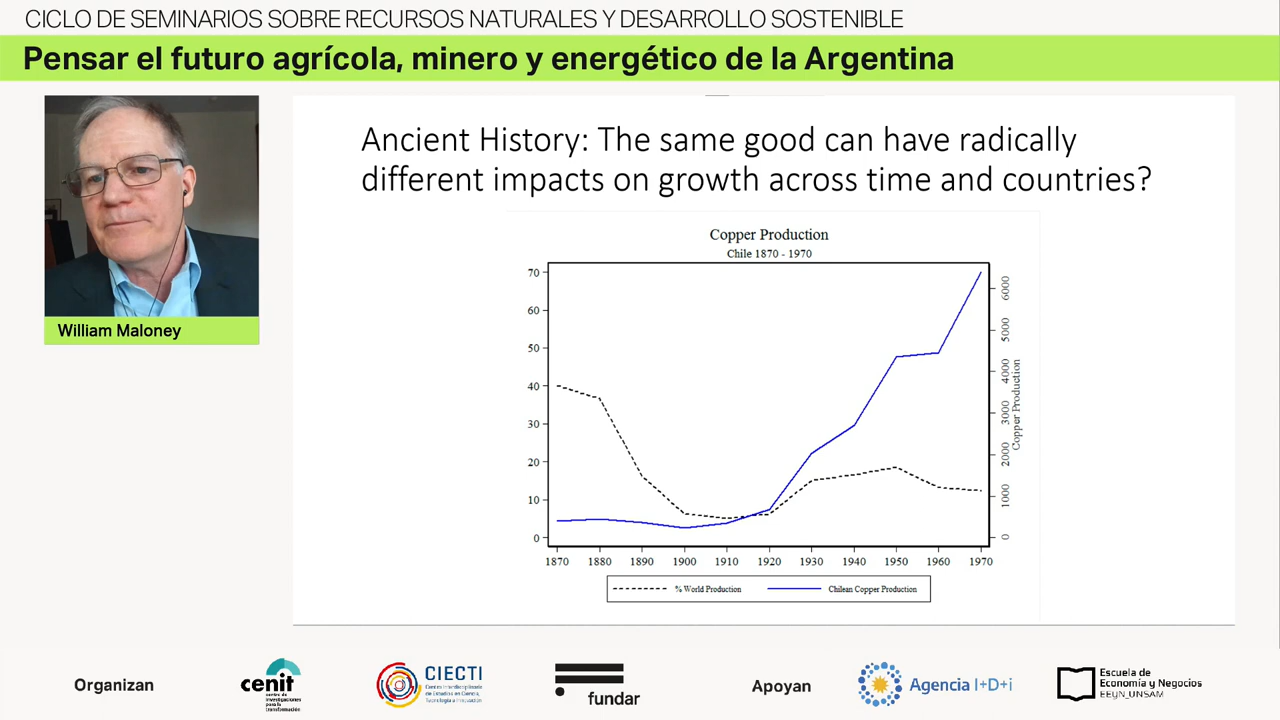 CICLO DE SEMINARIOS SOBRE RECURSOS NATURALES Y DESARROLLO SOSTENIBLE
Pensar el futuro agrícola, minero y energético de la Argentina
William Maloney
Ancient History: The same good can have radically
different impacts on growth across time and countries?
Copper Production
Chile 1870 - 1970
70
60
50
40
30
20
10
0
6000
5000
4000
3000
2000
1000
0
Copper Production
1870 1880 1890 1900 1910 1920 1930 1940 1950 1960 1970
% World Production
Chilean Copper Production
Organizan
cenit
centro de
investigaciones
para la
transformación
CIECTI
Centro Interdisciplinario
de Estudios en Ciencia,
Tecnología e Innovación
fundar
Apoyan
Agencia I+D+i
Escuela de
Economía y Negocios
EEYN_UNSAM